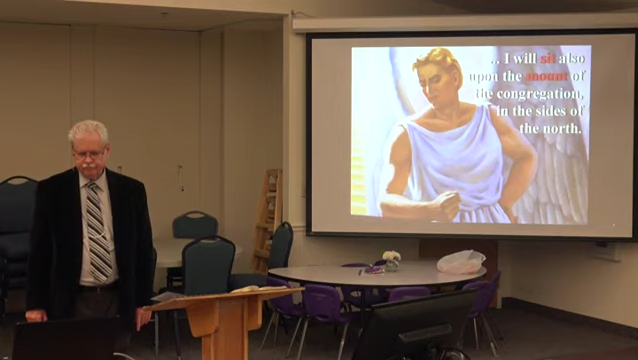 .. I will sit also
upon the mount of
the congregation,
in the sides of
the north.